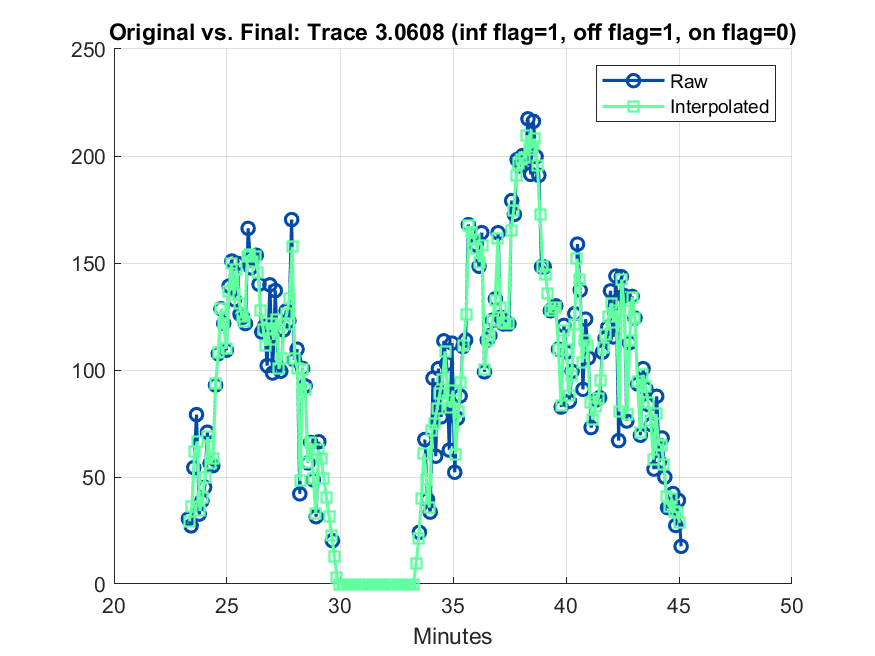 Original vs. Final: Trace 3.0608 (inf flag=1, off flag=1, on flag=0)
250
200
150
100
50
0
Raw
Interpolated
20 25 30 35 40 45 50
Minutes